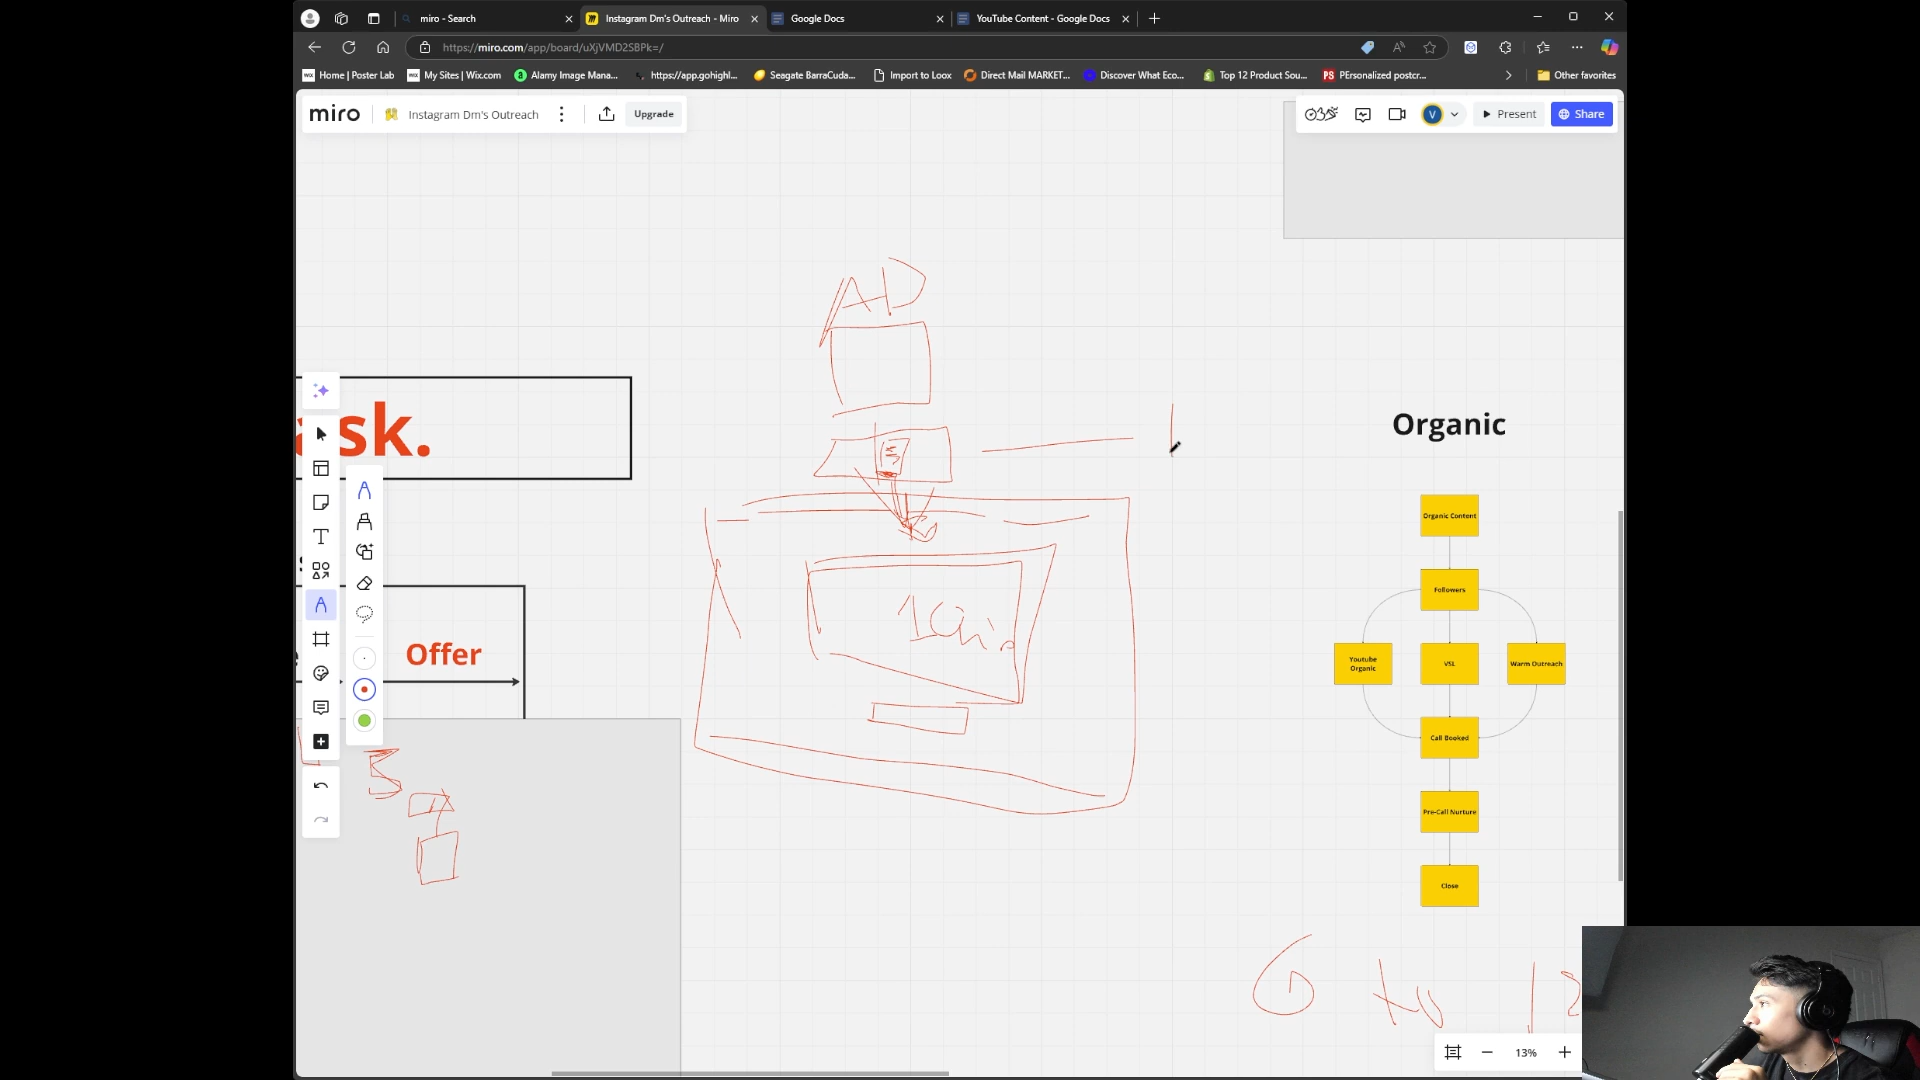 miro - Search
Instagram Dm's Outreach - Miro
Google Docs
YouTube Content - Google Docs
https://miro.com/app/board/uXjVMD2SBPk=/
Home | Poster Lab
My Sites | Wix.com
Alamy Image Mana...
https://app.gohighl...
Seagate BarraCuda...
Import to Loox
Direct Mail MARKET...
Discover What Eco...
Top 12 Product Sou...
PErsonalized postcr...
Other favorites
miro
Instagram Dm's Outreach
Upgrade
V
Present
Share
AD
sk.
Organic
Organic Content
Followers
Youtube Organic
VSL
Warm Outreach
Call Booked
Pre-Call Nurture
Close
Offer
to
13%